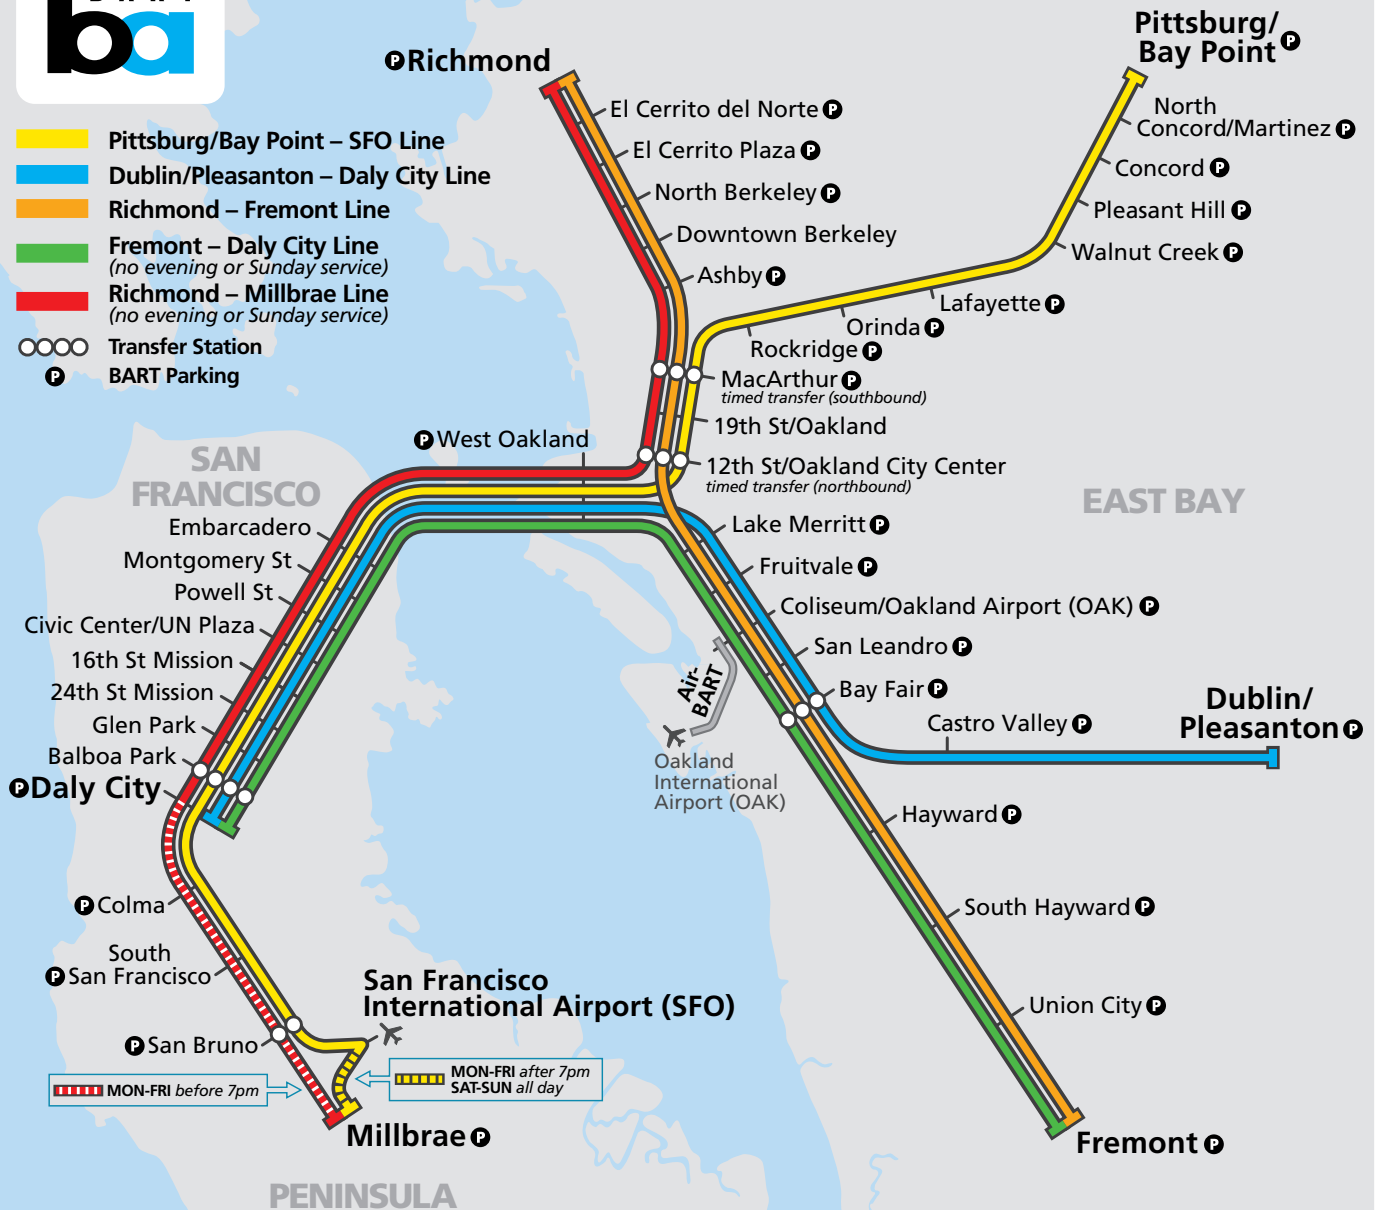 ba
Pittsburg/Bay Point – SFO Line
Dublin/Pleasanton – Daly City Line
Richmond – Fremont Line
Fremont – Daly City Line
(no evening or Sunday service)
Richmond – Millbrae Line
(no evening or Sunday service)
Transfer Station
P BART Parking
P Richmond
El Cerrito del Norte P
El Cerrito Plaza P
North Berkeley P
Downtown Berkeley
Ashby P
Pittsburg/
Bay Point P
North
Concord/Martinez P
Concord P
Pleasant Hill P
Walnut Creek P
Lafayette P
Orinda P
Rockridge P
MacArthur P
timed transfer (southbound)
19th St/Oakland
12th St/Oakland City Center
timed transfer (northbound)
P West Oakland
SAN
FRANCISCO
EAST BAY
Embarcadero
Montgomery St
Powell St
Civic Center/UN Plaza
16th St Mission
24th St Mission
Glen Park
Balboa Park
P Daly City
Lake Merritt P
Fruitvale P
Coliseum/Oakland Airport (OAK) P
San Leandro P
Bay Fair P
Castro Valley P
Dublin/
Pleasanton P
Air-
BART
Oakland
International
Airport (OAK)
Hayward P
South Hayward P
Union City P
Fremont P
P Colma
South
P San Francisco
P San Bruno
San Francisco
International Airport (SFO)
MON-FRI before 7pm
MON-FRI after 7pm
SAT-SUN all day
Millbrae P
PENINSULA